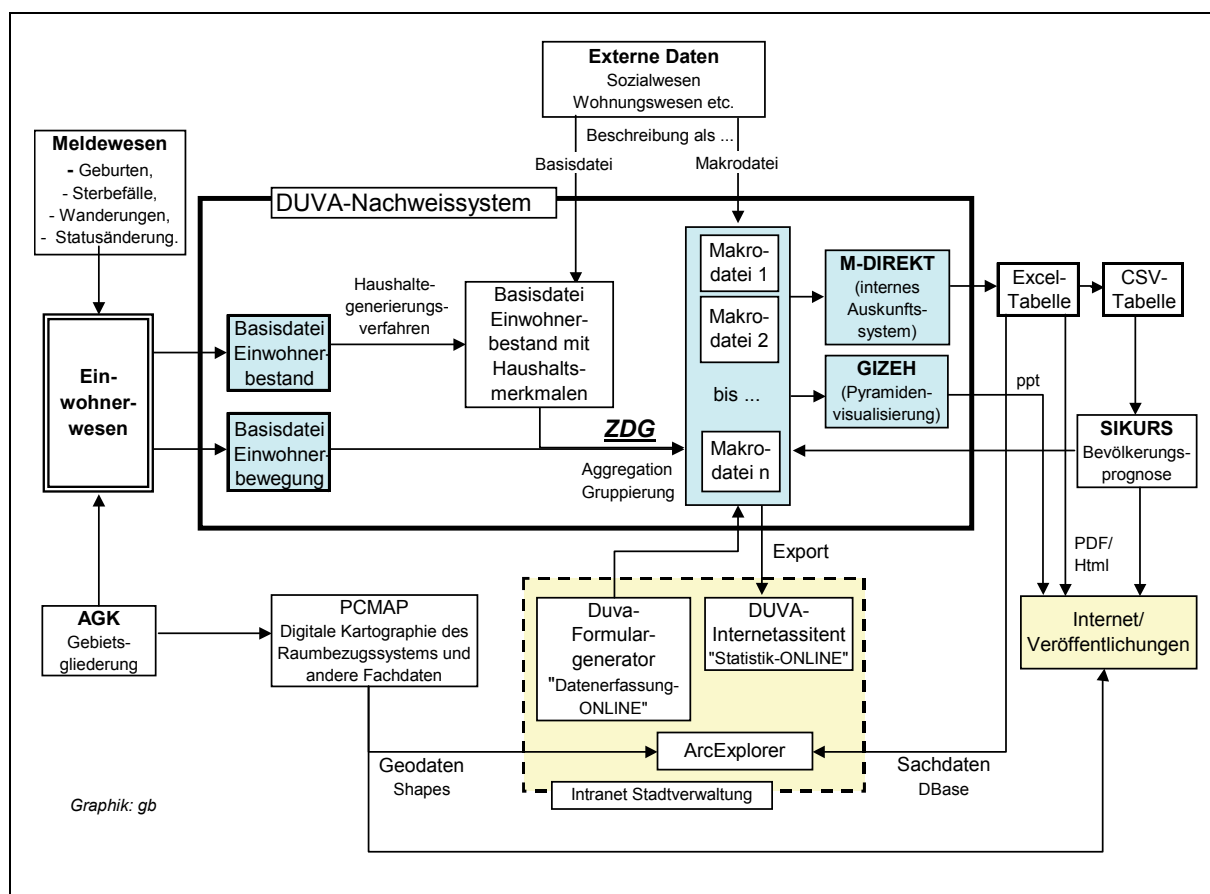 Externe Daten
Sozialwesen
Wohnungswesen etc.
Beschreibung als ...
Basisdatei
Makrodatei
Meldewesen
- Geburten,
- Sterbefälle,
- Wanderungen,
- Statusänderung.
DUVA-Nachweissystem
Ein-
wohner-
wesen
Basisdatei
Einwohner-
bestand
Haushalte-
generierungs-
verfahren
Basisdatei
Einwohner-
bestand mit
Haushalts-
merkmalen
Basisdatei
Einwohner-
bewegung
ZDG
Aggregation
Gruppierung
Makro-
datei 1
Makro-
datei 2
bis ...
Makro-
datei n
M-DIREKT
(internes
Auskunfts-
system)
GIZEH
(Pyramiden-
visualisierung)
Excel-
Tabelle
CSV-
Tabelle
ppt
SIKURS
Bevölkerungs-
prognose
PDF/
Html
Export
AGK
Gebiets-
gliederung
PCMAP
Digitale Kartographie des
Raumbezugssystems und
andere Fachdaten
Duva-
Formular-
generator
"Datenerfassung-
ONLINE"
DUVA-
Internetassitent
"Statistik-ONLINE"
Internet/
Veröffentlichungen
ArcExplorer
Geodaten
Shapes
Sachdaten
DBase
Intranet Stadtverwaltung
Graphik: gb